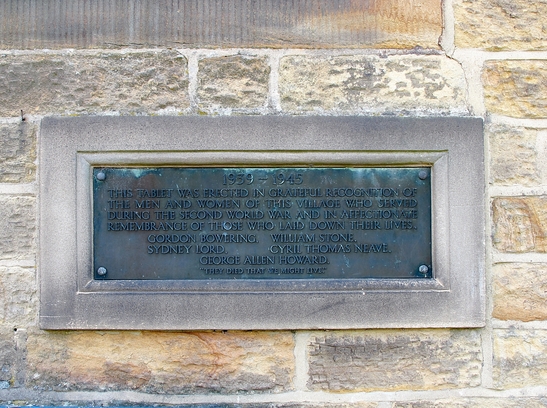 1939 – 1945
THIS TABLET WAS ERECTED IN GRATEFUL RECOGNITION OF
THE MEN AND WOMEN OF THIS VILLAGE WHO SERVED
DURING THE SECOND WORLD WAR AND IN AFFECTIONATE
REMEMBRANCE OF THOSE WHO LAID DOWN THEIR LIVES.
GORDON BOVERING. WILLIAM STONE.
SYDNEY LORD. CYRIL THOMAS NEAVE.
GEORGE ALLEN HOWARD.
"THEY DIED THAT WE MIGHT LIVE"